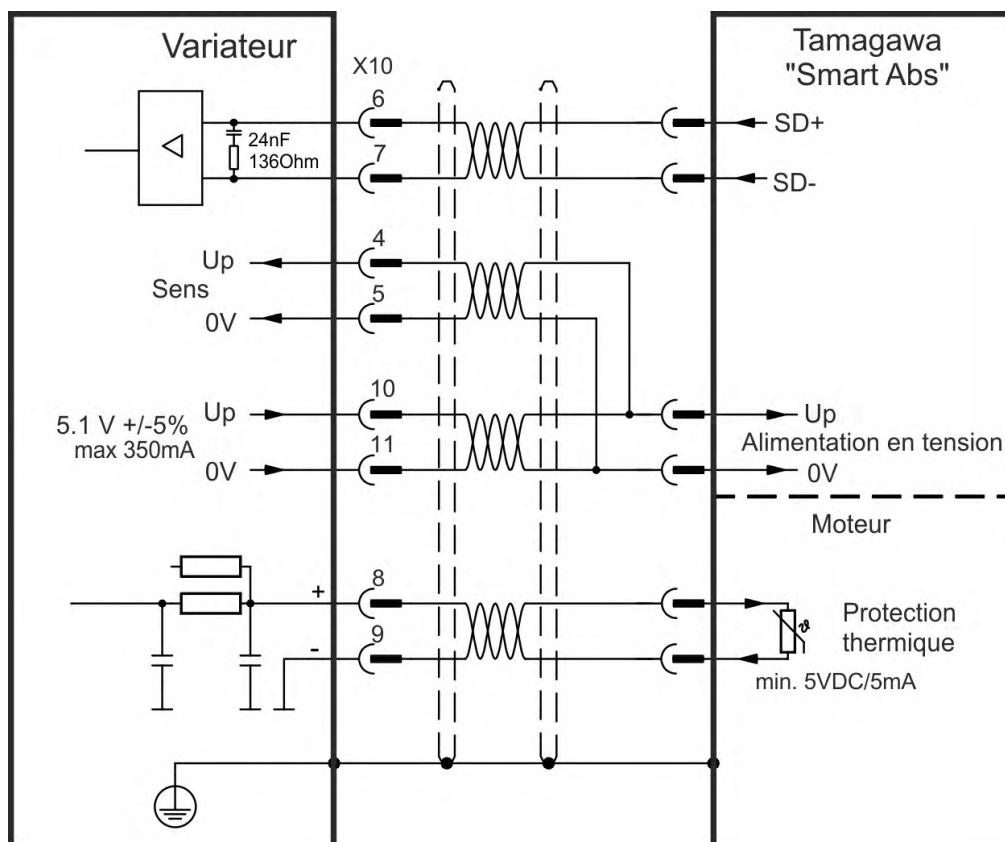 Variateur
X10
Tamagawa
"Smart Abs"
6
SD+
24nF
136Ohm
7
SD-
4
Up
Sens
5
0V
10
Up
Up
5.1 V +/-5%
max 350mA
Alimentation en tension
11
0V
0V
Moteur
8
+
Protection
thermique
9
-
min. 5VDC/5mA